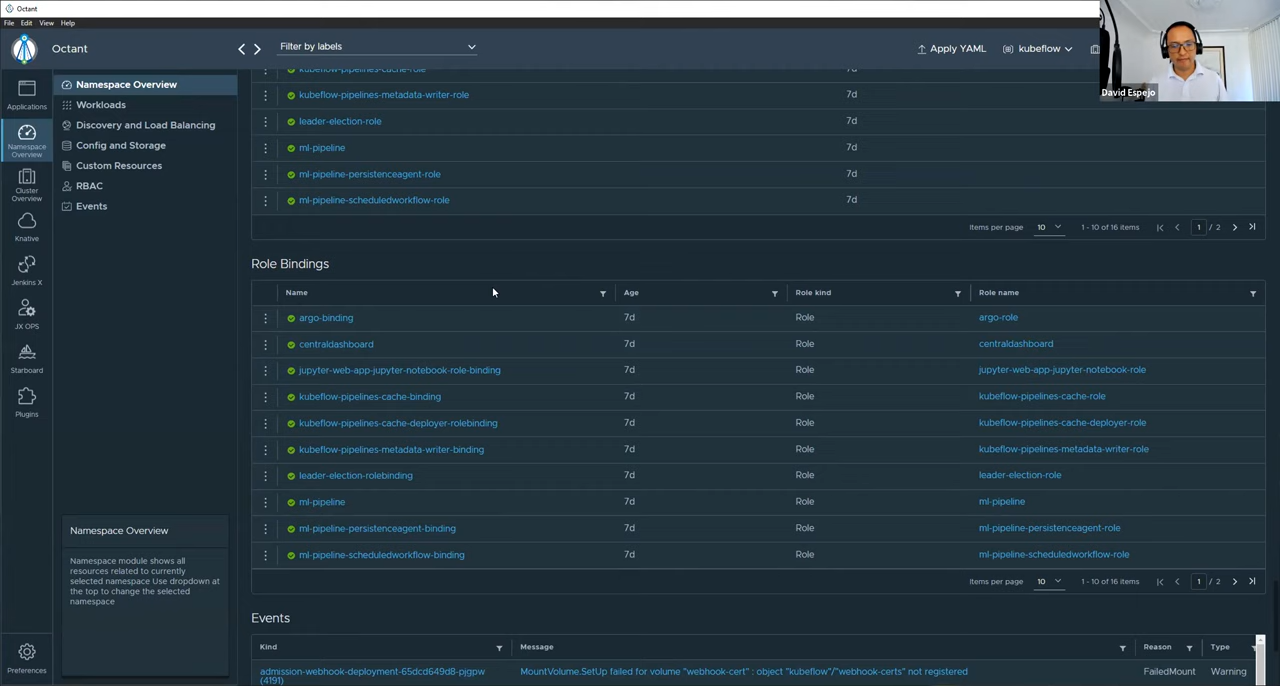 Octant
File Edit View Help
Octant
Filter by labels
Apply YAML
kubeflow
David Espejo
Applications
Namespace Overview
Cluster Overview
Knative
Jenkins X
JX OPS
Starboard
Plugins
Preferences
Namespace Overview
Workloads
Discovery and Load Balancing
Config and Storage
Custom Resources
RBAC
Events
Namespace Overview
Namespace module shows all
resources related to currently
selected namespace Use dropdown at
the top to change the selected
namespace
kubeflow-pipelines-cache-role 7d
kubeflow-pipelines-metadata-writer-role 7d
leader-election-role 7d
ml-pipeline 7d
ml-pipeline-persistenceagent-role 7d
ml-pipeline-scheduledworkflow-role 7d
Items per page 10 1 - 10 of 16 items 1 / 2
Role Bindings
Name Age Role kind Role name
argo-binding 7d Role argo-role
centraldashboard 7d Role centraldashboard
jupyter-web-app-jupyter-notebook-role-binding 7d Role jupyter-web-app-jupyter-notebook-role
kubeflow-pipelines-cache-binding 7d Role kubeflow-pipelines-cache-role
kubeflow-pipelines-cache-deployer-rolebinding 7d Role kubeflow-pipelines-cache-deployer-role
kubeflow-pipelines-metadata-writer-binding 7d Role kubeflow-pipelines-metadata-writer-role
leader-election-rolebinding 7d Role leader-election-role
ml-pipeline 7d Role ml-pipeline
ml-pipeline-persistenceagent-binding 7d Role ml-pipeline-persistenceagent-role
ml-pipeline-scheduledworkflow-binding 7d Role ml-pipeline-scheduledworkflow-role
Items per page 10 1 - 10 of 16 items 1 / 2
Events
Kind Message Reason Type
admission-webhook-deployment-65dcd649d8-pjgpw MountVolume.SetUp failed for volume "webhook-cert" : object "kubeflow"/"webhook-certs" not registered FailedMount Warning
(4191)